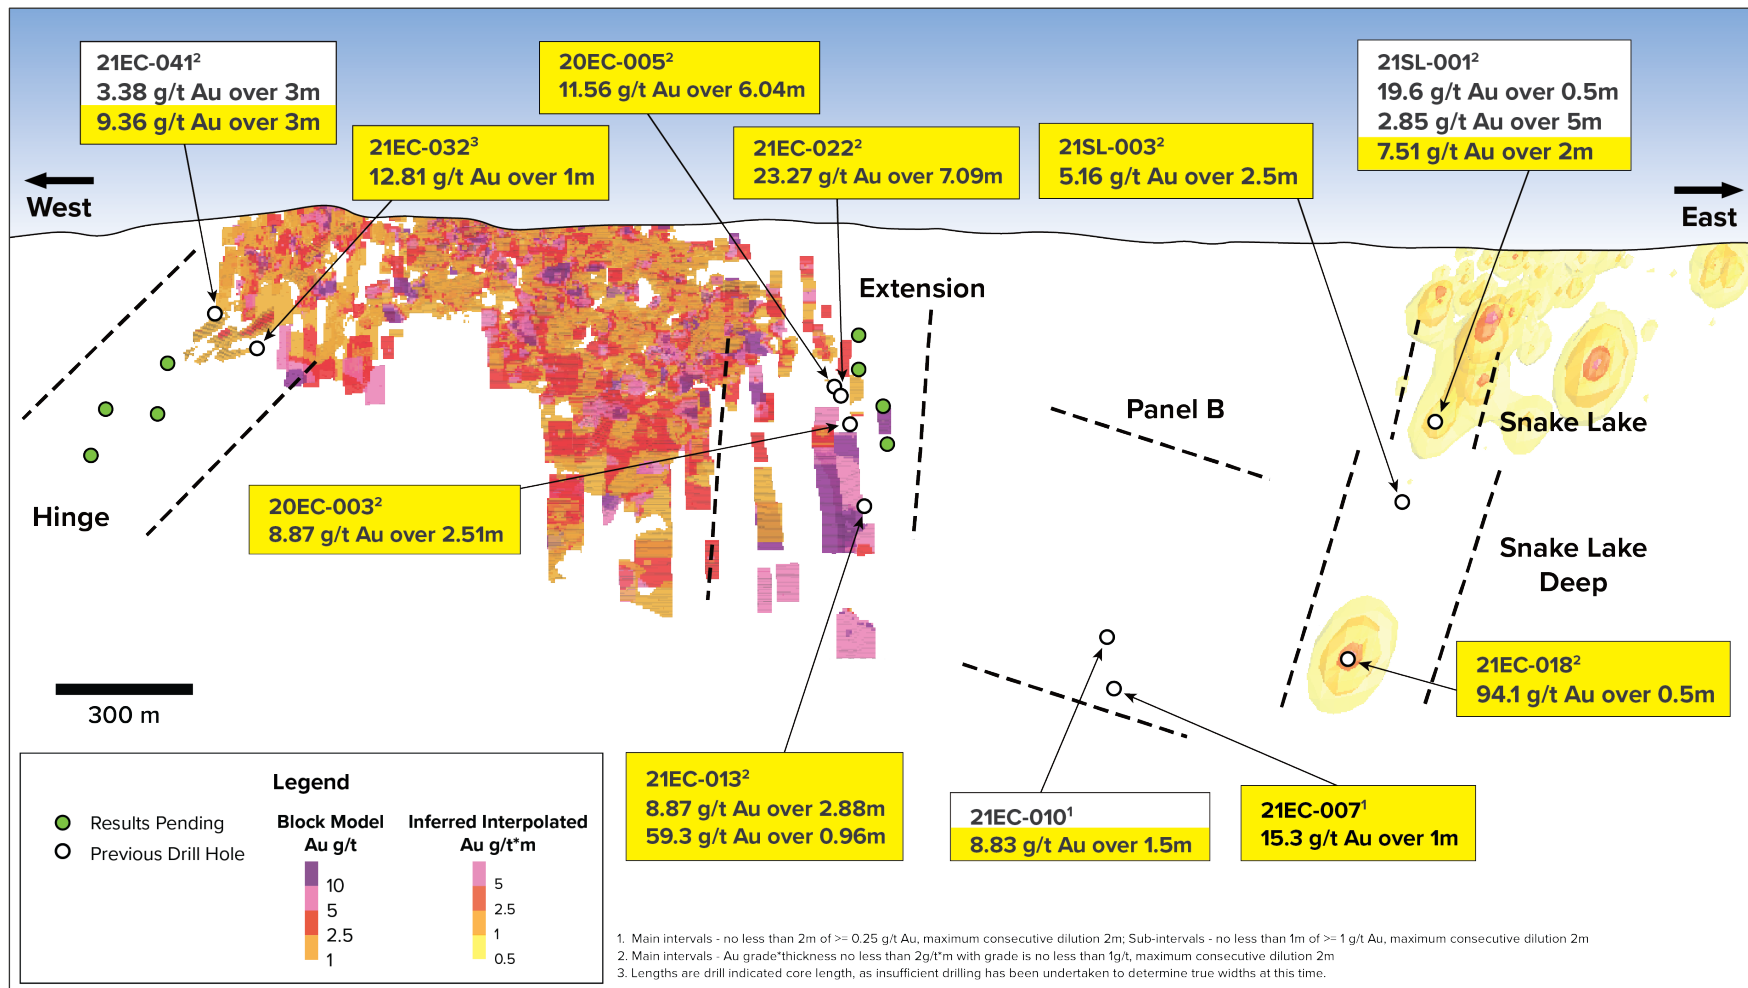 21EC-041²
3.38 g/t Au over 3m
9.36 g/t Au over 3m
20EC-005²
11.56 g/t Au over 6.04m
21SL-001²
19.6 g/t Au over 0.5m
2.85 g/t Au over 5m
7.51 g/t Au over 2m
21EC-032³
12.81 g/t Au over 1m
21EC-022²
23.27 g/t Au over 7.09m
21SL-003²
5.16 g/t Au over 2.5m
West
East
Extension
Panel B
Snake Lake
Hinge
20EC-003²
8.87 g/t Au over 2.51m
Snake Lake
Deep
21EC-018²
94.1 g/t Au over 0.5m
300 m
21EC-013²
8.87 g/t Au over 2.88m
59.3 g/t Au over 0.96m
21EC-010¹
8.83 g/t Au over 1.5m
21EC-007¹
15.3 g/t Au over 1m
Legend
Results Pending
Previous Drill Hole
Block Model
Au g/t
10
5
2.5
1
Inferred Interpolated
Au g/t*m
5
2.5
1
0.5
1. Main intervals - no less than 2m of >= 0.25 g/t Au, maximum consecutive dilution 2m; Sub-intervals - no less than 1m of >= 1 g/t Au, maximum consecutive dilution 2m
2. Main intervals - Au grade*thickness no less than 2g/t*m with grade is no less than 1g/t, maximum consecutive dilution 2m
3. Lengths are drill indicated core length, as insufficient drilling has been undertaken to determine true widths at this time.